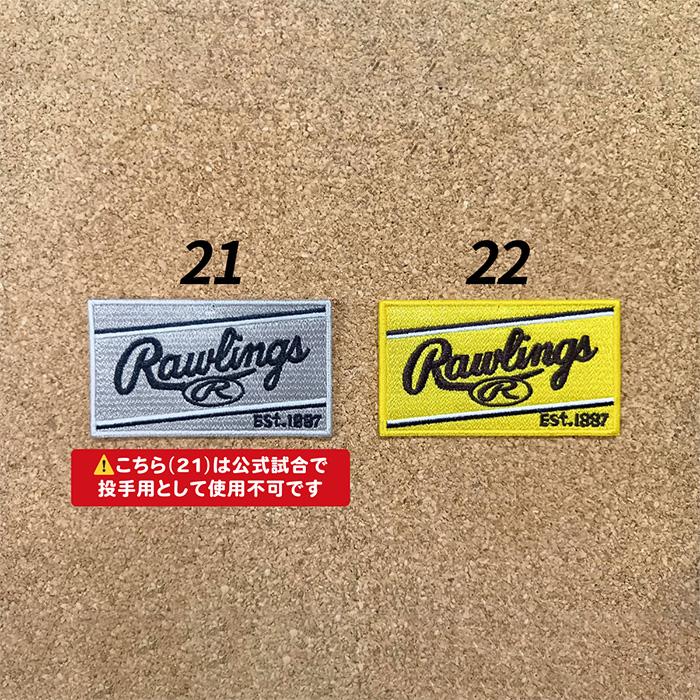 21
22
Rawlings
R
Est.1887
Rawlings
R
Est.1887
⚠こちら(21)は公式試合で
投手用として使用不可です